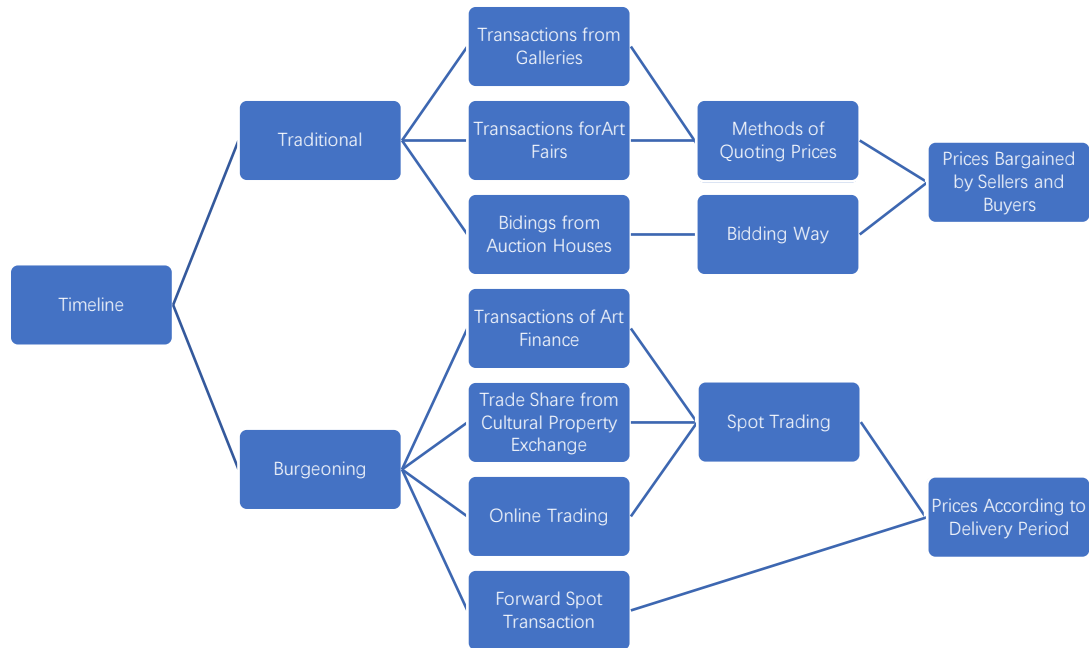 Transactions from
Galleries
Traditional
Transactions forArt
Fairs
Methods of
Quoting Prices
Prices Bargained
by Sellers and
Buyers
Bidings from
Auction Houses
Bidding Way
Timeline
Transactions of Art
Finance
Trade Share from
Cultural Property
Exchange
Spot Trading
Burgeoning
Online Trading
Prices According to
Delivery Period
Forward Spot
Transaction